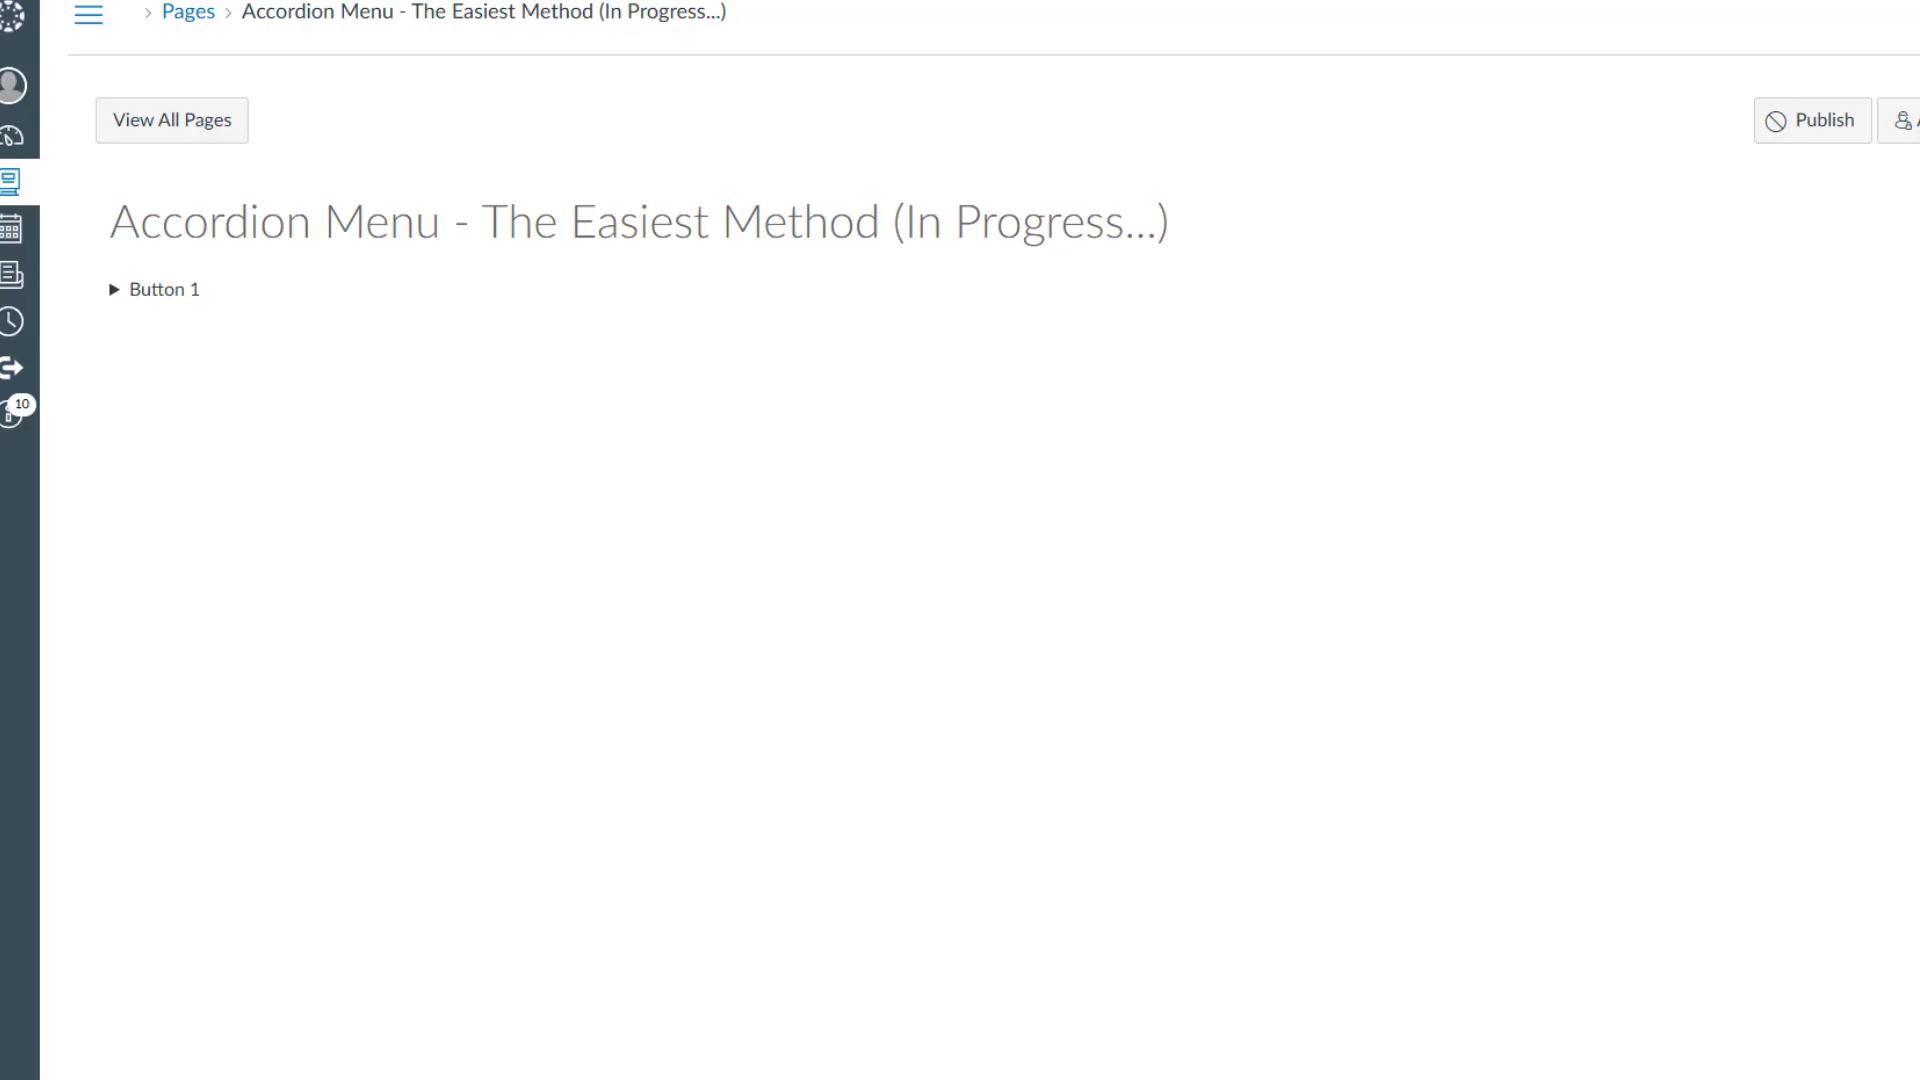 › Pages › Accordion Menu - The Easiest Method (In Progress...)
View All Pages
Publish
Accordion Menu - The Easiest Method (In Progress...)
Button 1
10